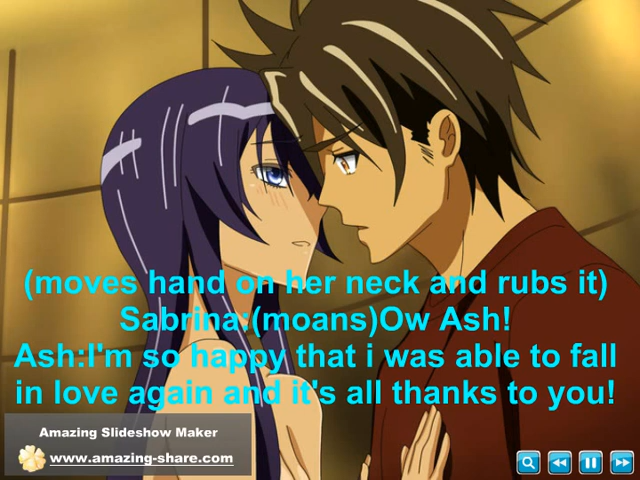 (moves hand on her neck and rubs it)
Sabrina:(moans)Ow Ash!
Ash:I'm so happy that i was able to fall
in love again and it's all thanks to you!
Amazing Slideshow Maker
www.amazing-share.com